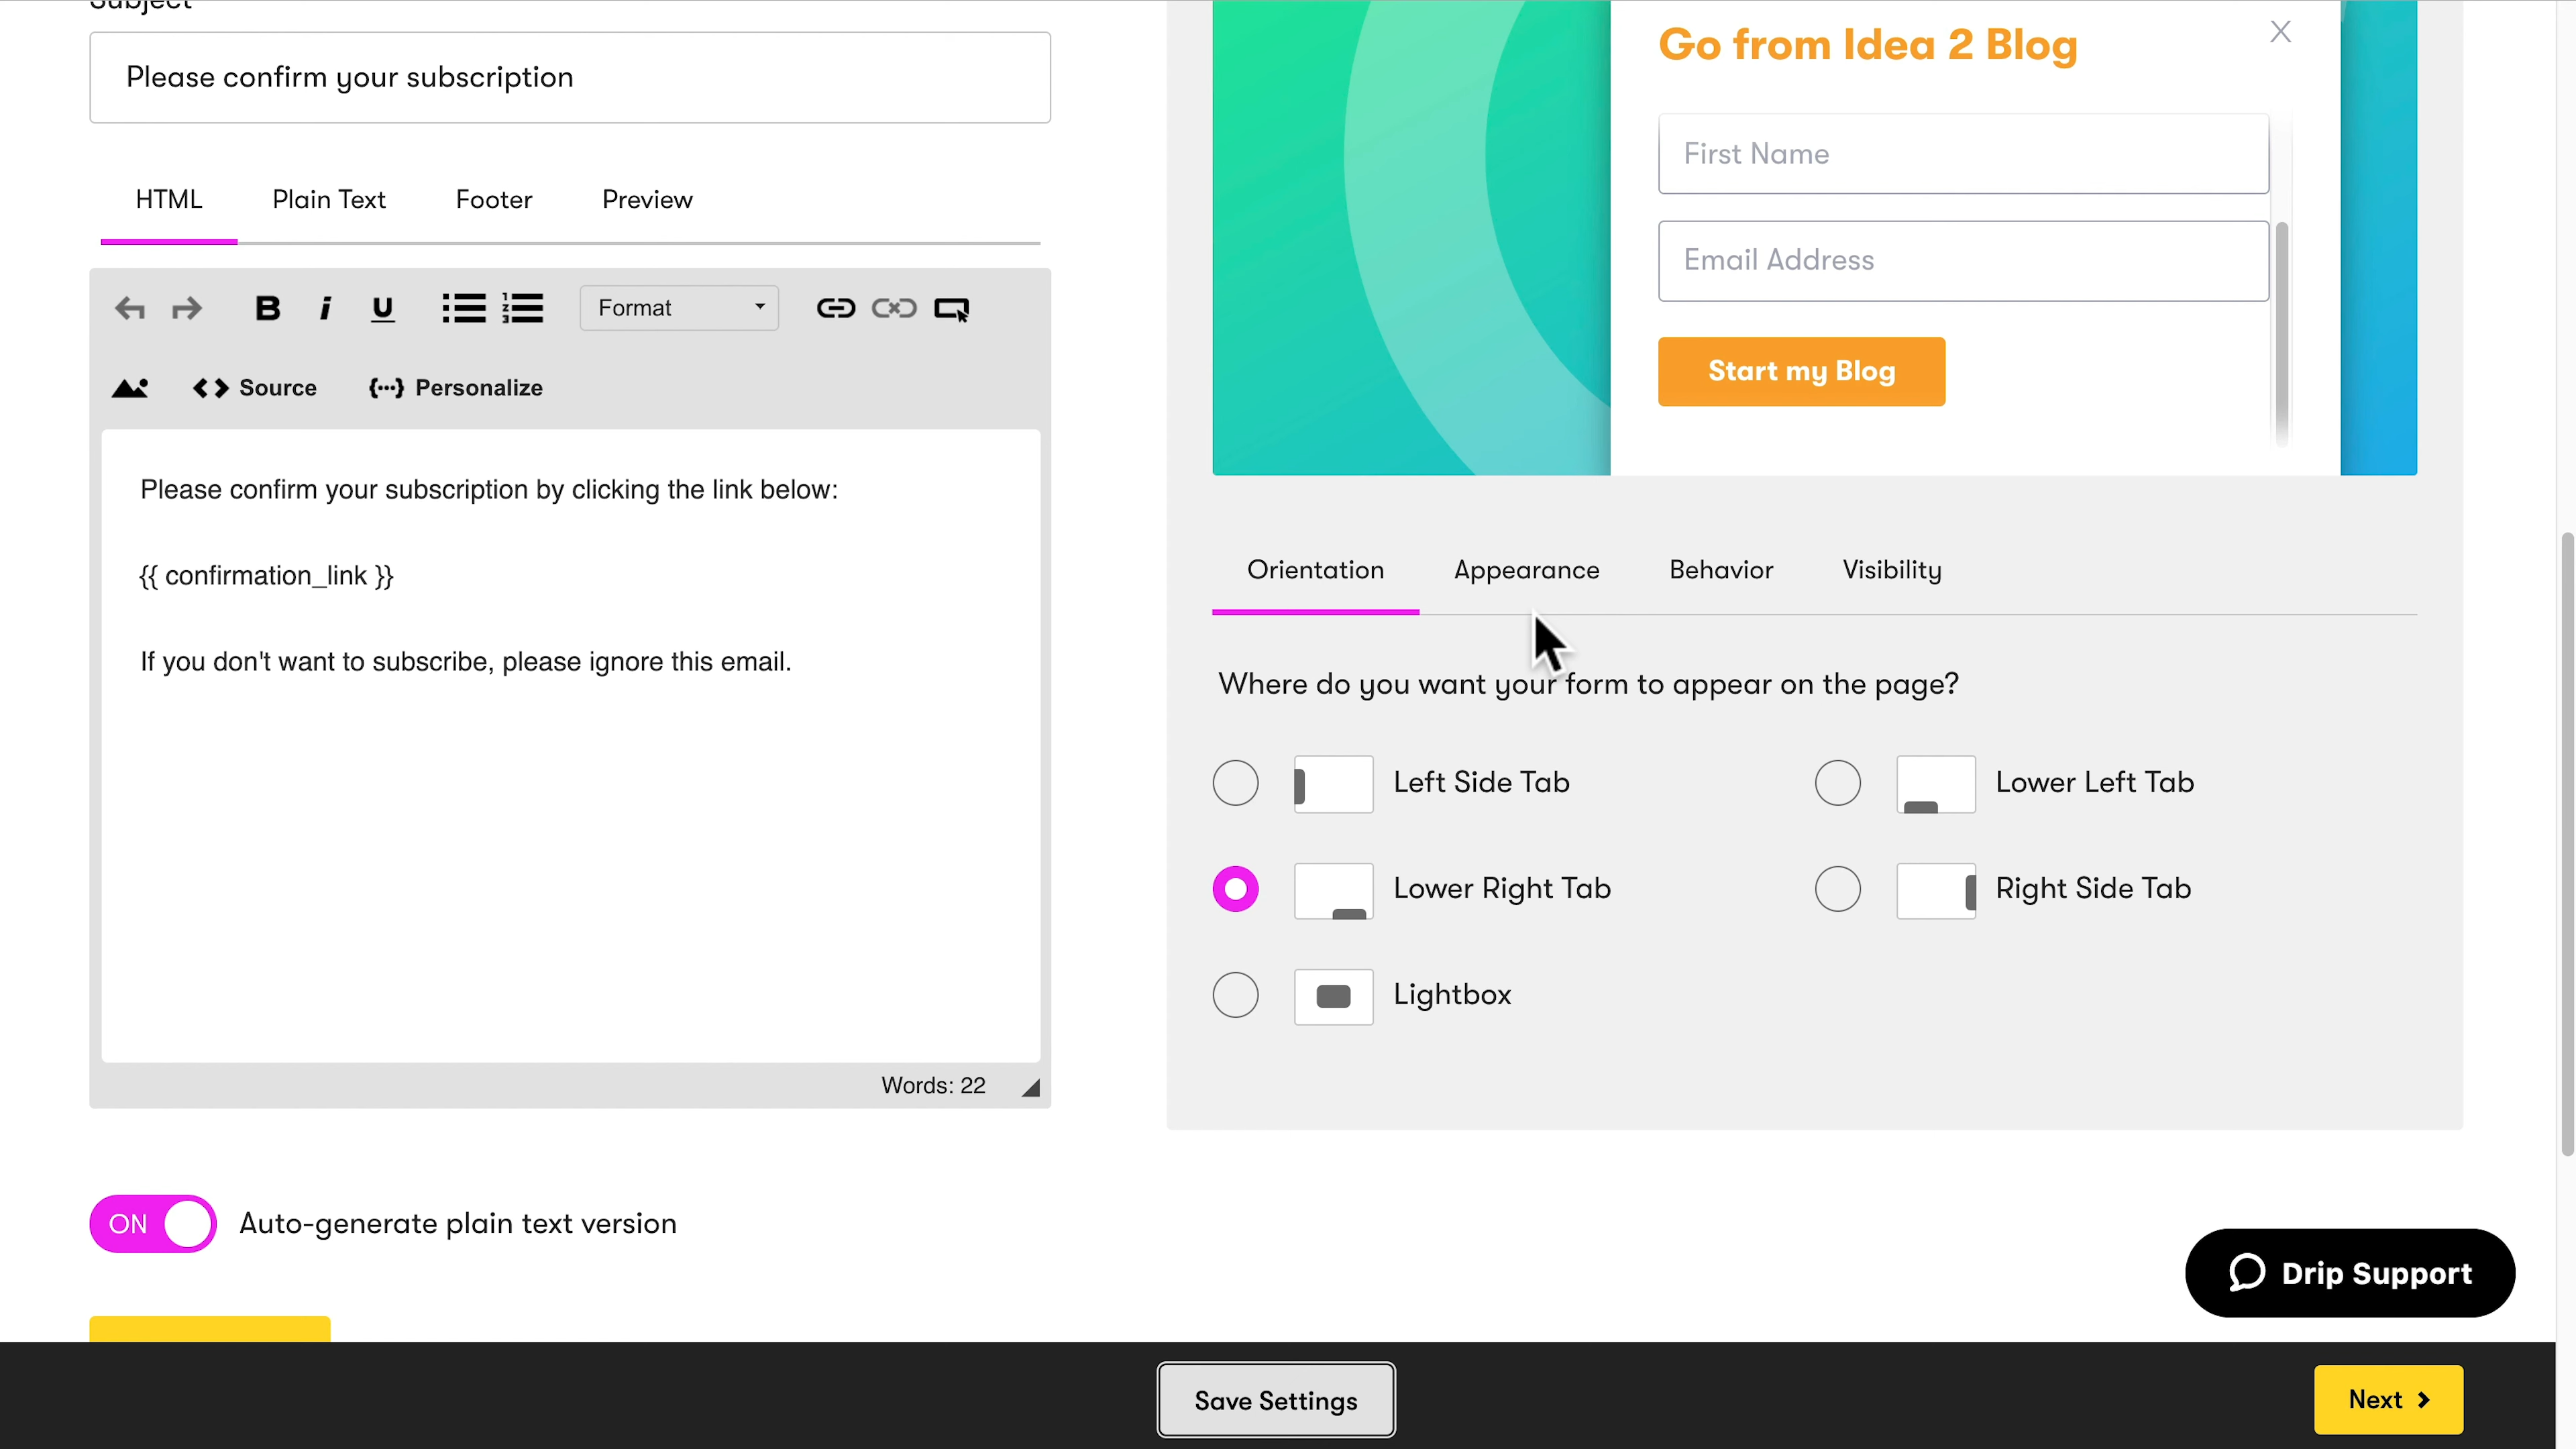 Subject
Please confirm your subscription
HTML Plain Text Footer Preview
B i U Format
Source Personalize
Please confirm your subscription by clicking the link below:
{{ confirmation_link }}
If you don't want to subscribe, please ignore this email.
Words: 22
ON Auto-generate plain text version
Go from Idea 2 Blog
First Name
Email Address
Start my Blog
Orientation Appearance Behavior Visibility
Where do you want your form to appear on the page?
Left Side Tab Lower Left Tab
Lower Right Tab Right Side Tab
Lightbox
Drip Support
Save Settings
Next